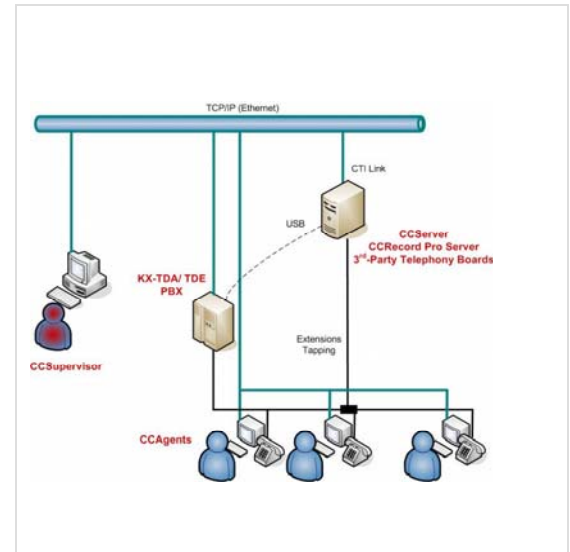 TCP/IP (Ethernet)
CTI Link
USB
CCServer
CCRecord Pro Server
3rd-Party Telephony Boards
KX-TDA/ TDE
PBX
Extensions
Tapping
CCSupervisor
CCAgents